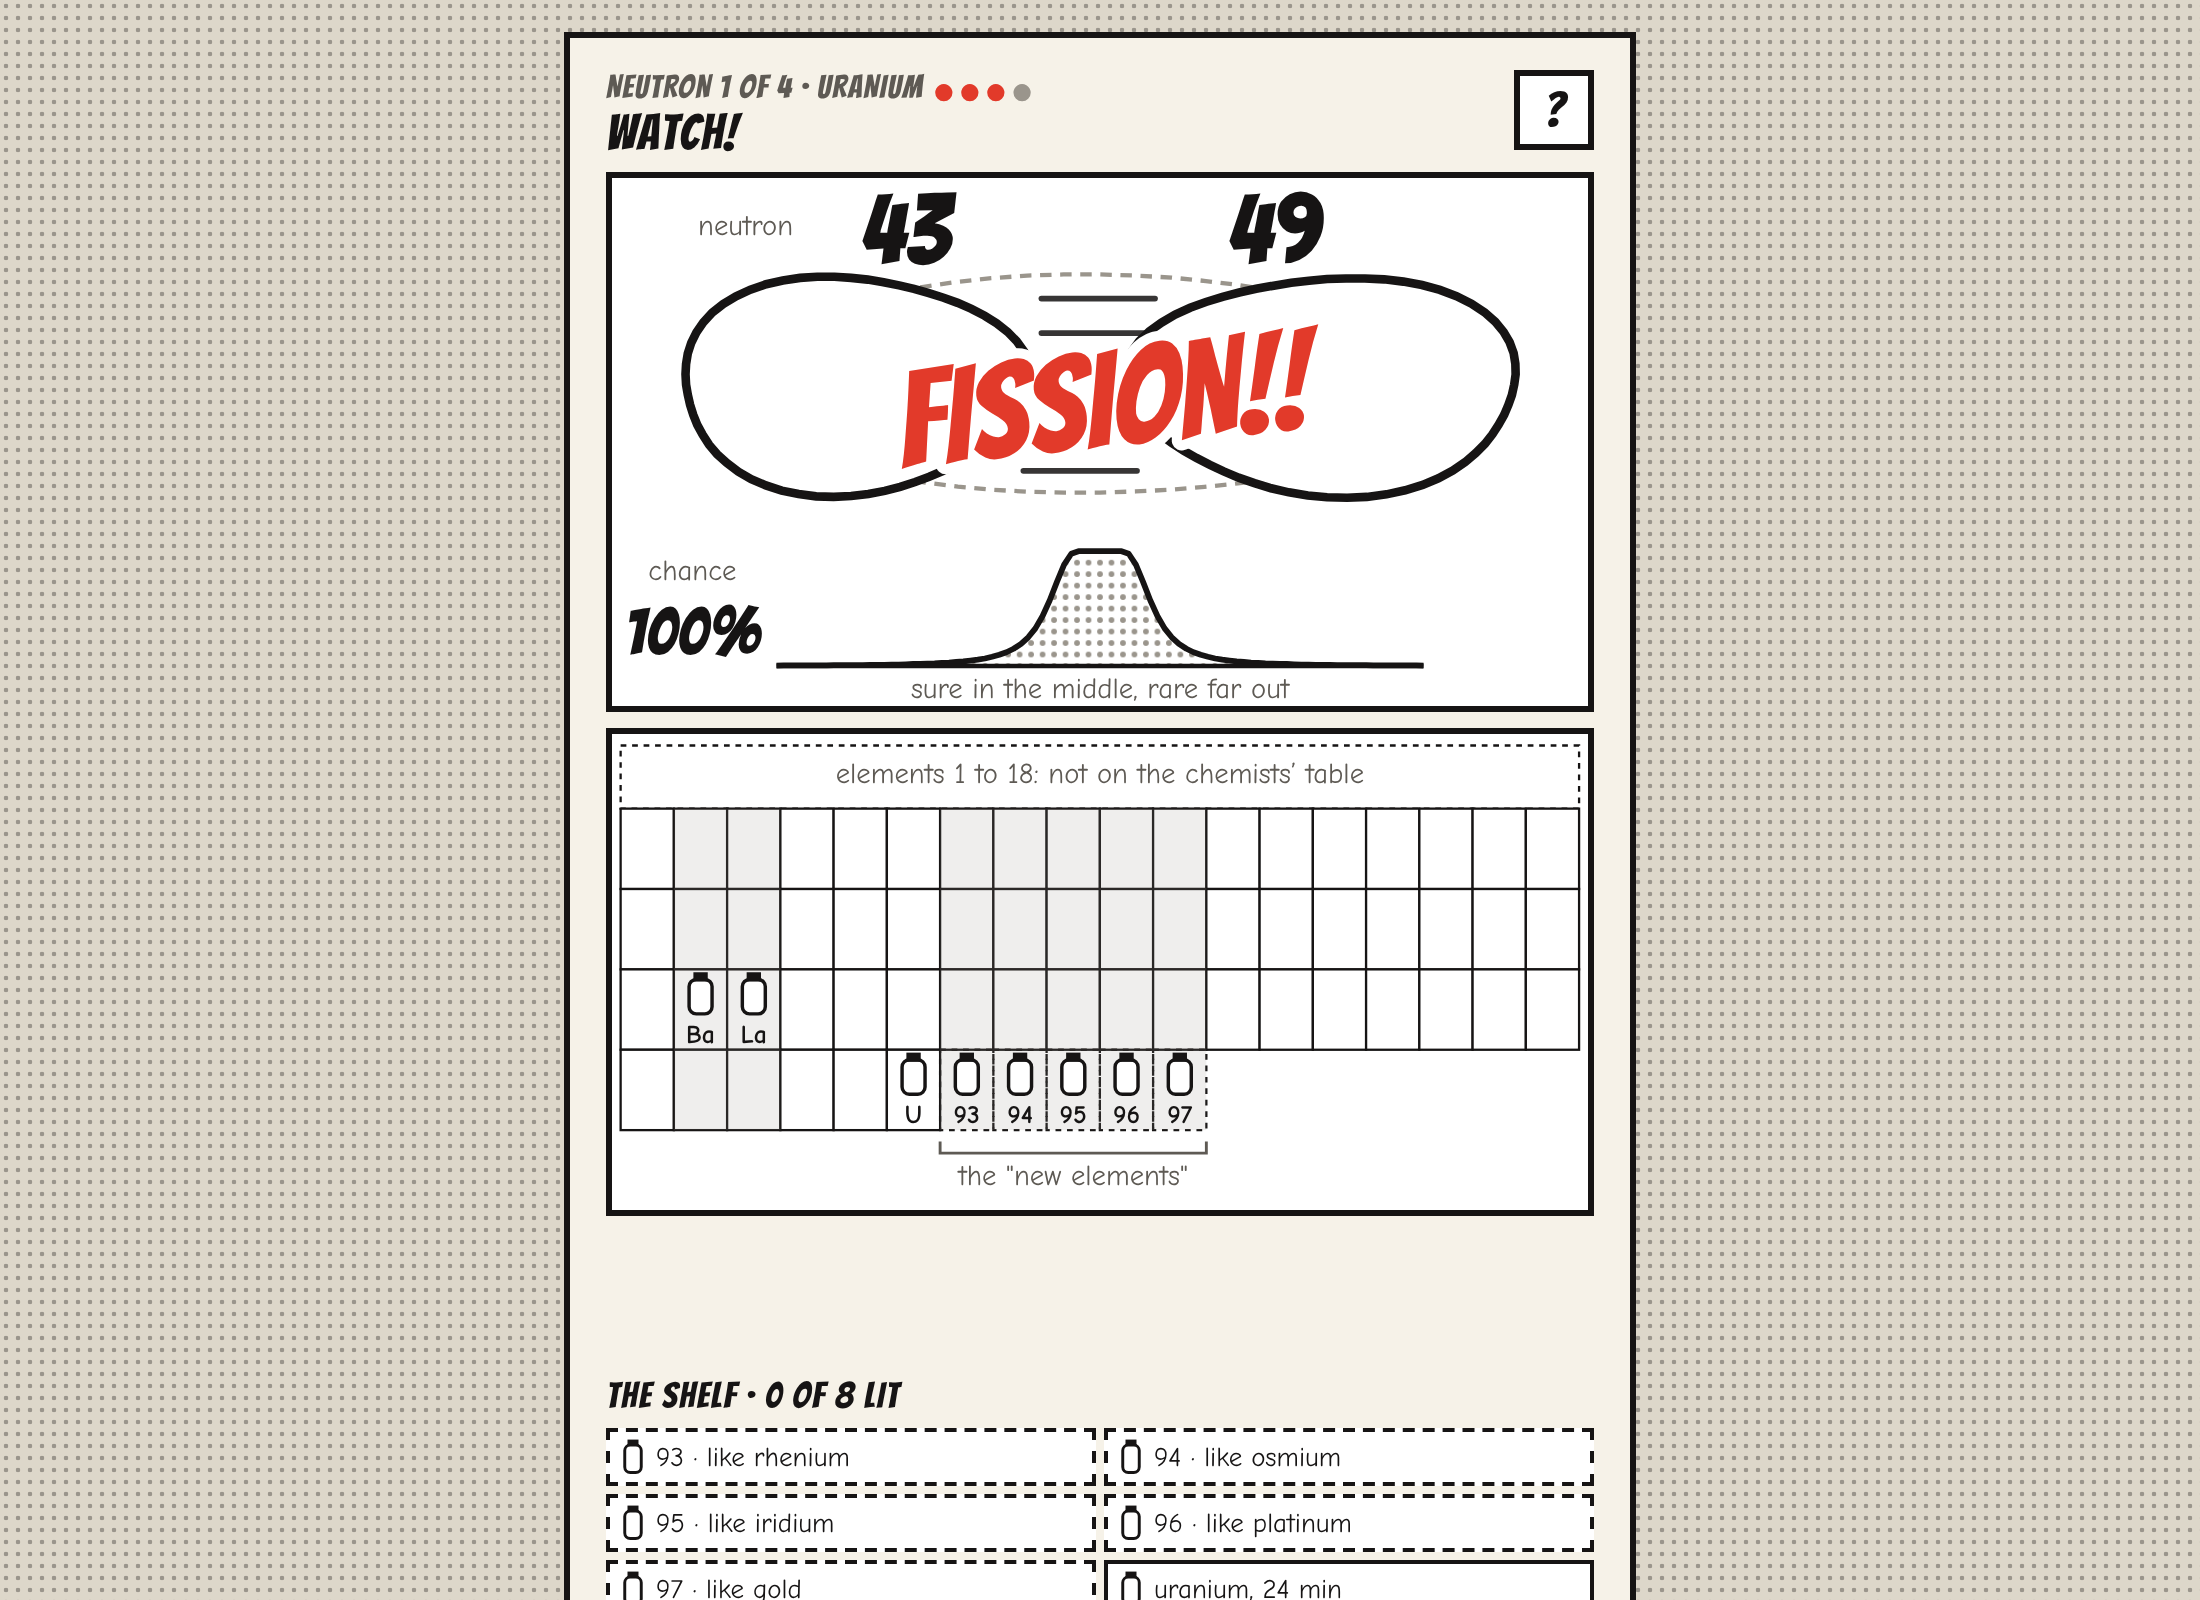 NEUTRON 1 OF 4 · URANIUM
WATCH!
?
neutron
43
49
FISSION!!
chance
100%
sure in the middle, rare far out
elements 1 to 18: not on the chemists' table
Ba La
U 93 94 95 96 97
the "new elements"
THE SHELF · 0 OF 8 LIT
93 · like rhenium
94 · like osmium
95 · like iridium
96 · like platinum
97 · like gold
uranium, 24 min